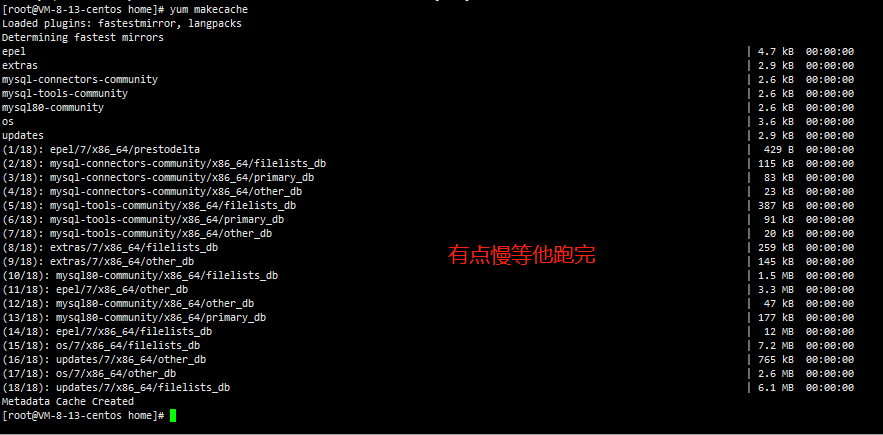 [root@VM-8-13-centos home]# yum makecache
Loaded plugins: fastestmirror, langpacks
Determining fastest mirrors
epel | 4.7 kB 00:00:00
extras | 2.9 kB 00:00:00
mysql-connectors-community | 2.6 kB 00:00:00
mysql-tools-community | 2.6 kB 00:00:00
mysql80-community | 2.6 kB 00:00:00
os | 3.6 kB 00:00:00
updates | 2.9 kB 00:00:00
(1/18): epel/7/x86_64/prestodelta | 429 B 00:00:00
(2/18): mysql-connectors-community/x86_64/filelists_db | 115 kB 00:00:00
(3/18): mysql-connectors-community/x86_64/primary_db | 83 kB 00:00:00
(4/18): mysql-connectors-community/x86_64/other_db | 23 kB 00:00:00
(5/18): mysql-tools-community/x86_64/filelists_db | 387 kB 00:00:00
(6/18): mysql-tools-community/x86_64/primary_db | 91 kB 00:00:00
(7/18): mysql-tools-community/x86_64/other_db | 20 kB 00:00:00
(8/18): extras/7/x86_64/filelists_db | 259 kB 00:00:00
有点慢等他跑完
(9/18): extras/7/x86_64/other_db | 145 kB 00:00:00
(10/18): mysql80-community/x86_64/filelists_db | 1.5 MB 00:00:00
(11/18): epel/7/x86_64/other_db | 3.3 MB 00:00:00
(12/18): mysql80-community/x86_64/other_db | 47 kB 00:00:00
(13/18): mysql80-community/x86_64/primary_db | 177 kB 00:00:00
(14/18): epel/7/x86_64/filelists_db | 12 MB 00:00:00
(15/18): os/7/x86_64/filelists_db | 7.2 MB 00:00:00
(16/18): updates/7/x86_64/other_db | 765 kB 00:00:00
(17/18): os/7/x86_64/other_db | 2.6 MB 00:00:00
(18/18): updates/7/x86_64/filelists_db | 6.1 MB 00:00:00
Metadata Cache Created
[root@VM-8-13-centos home]#